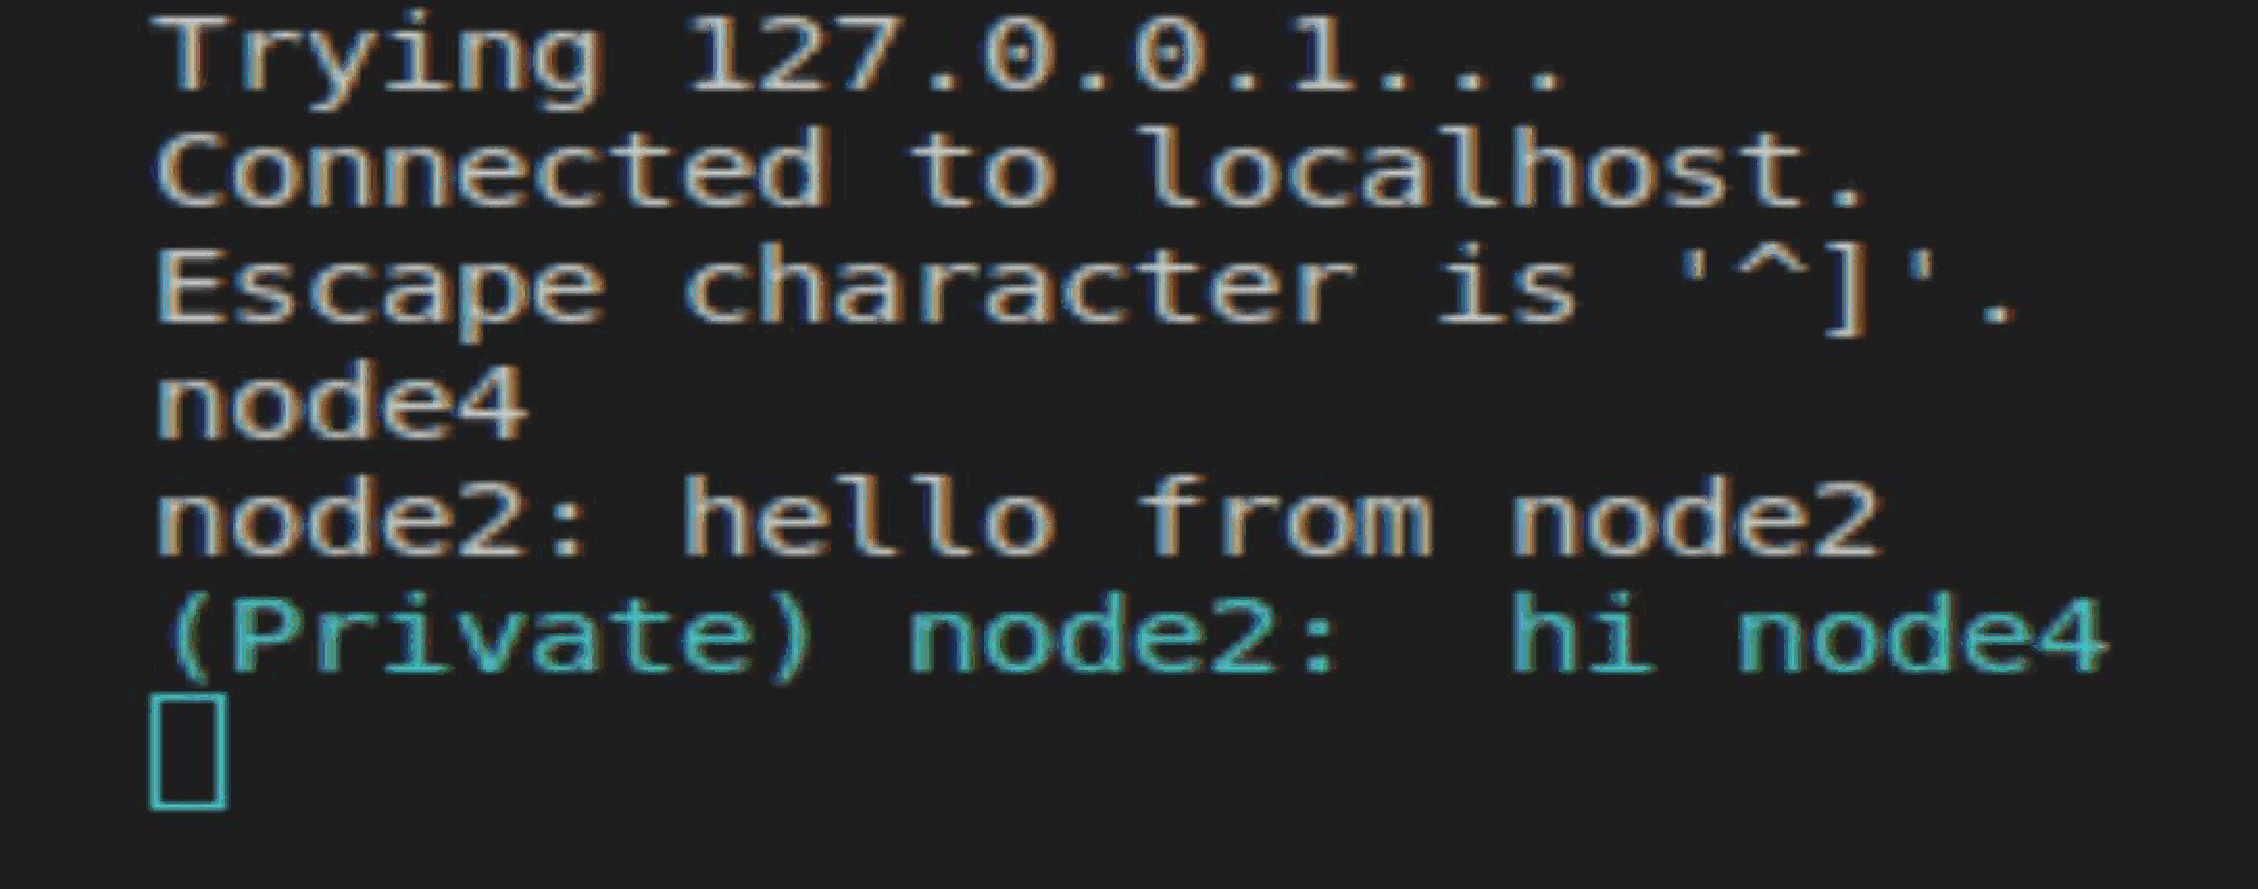 Trying 127.0.0.1...
Connected to localhost.
Escape character is '^]'.
node4
node2: hello from node2
(Private) node2:  hi node4